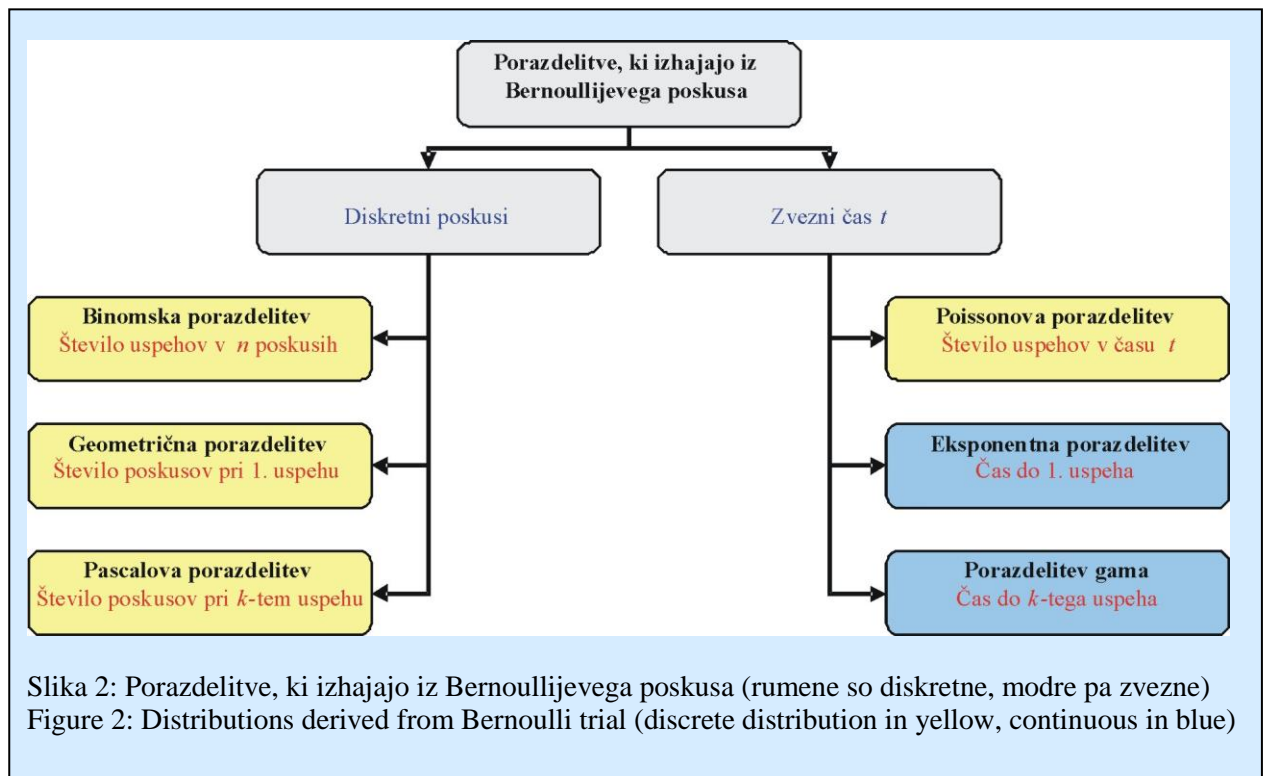 Porazdelitve, ki izhajajo iz
Bernoullijevega poskusa
Diskretni poskusi
Zvezni čas t
Binomska porazdelitev
Število uspehov v n poskusih
Poissonova porazdelitev
Število uspehov v času t
Geometrična porazdelitev
Število poskusov pri 1. uspehu
Eksponentna porazdelitev
Čas do 1. uspeha
Pascalova porazdelitev
Število poskusov pri k-tem uspehu
Porazdelitev gama
Čas do k-tega uspeha
Slika 2: Porazdelitve, ki izhajajo iz Bernoullijevega poskusa (rumene so diskretne, modre pa zvezne)
Figure 2: Distributions derived from Bernoulli trial (discrete distribution in yellow, continuous in blue)